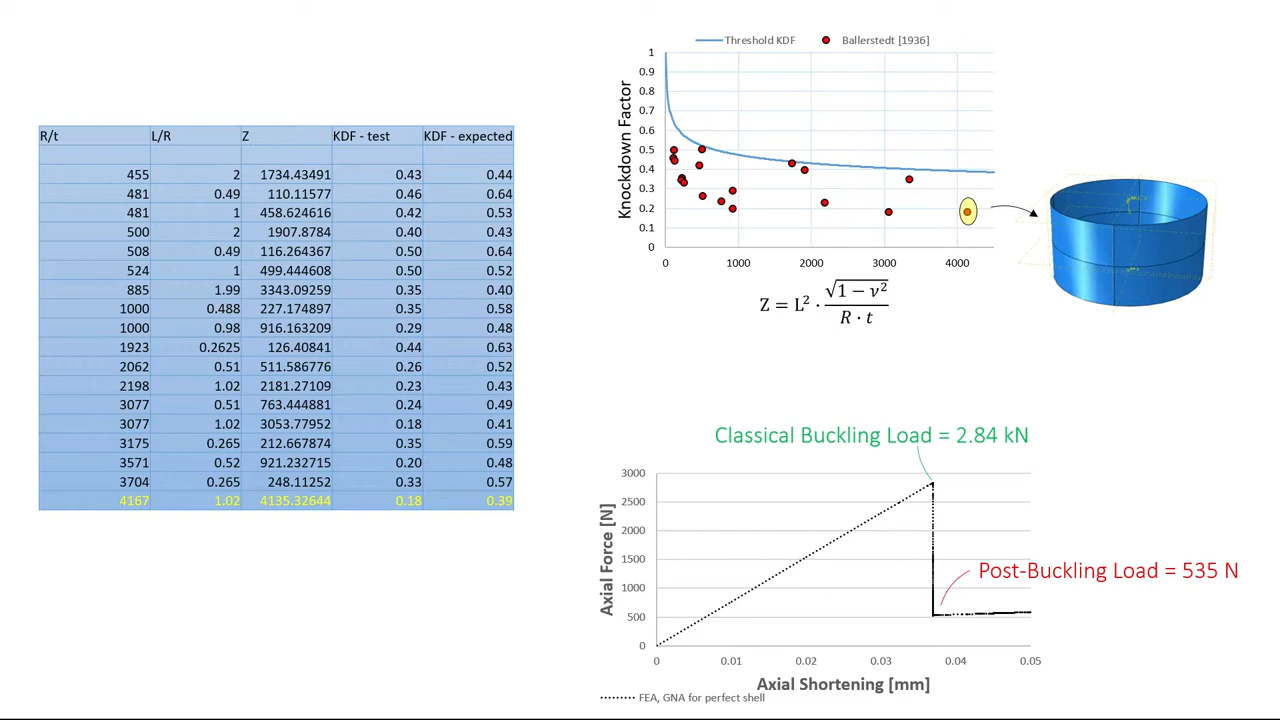 R/t L/R Z KDF - test KDF - expected
455 2 1734.43491 0.43 0.44
481 0.49 110.11577 0.46 0.64
481 1 458.624616 0.42 0.53
500 2 1907.8784 0.40 0.43
508 0.49 116.264367 0.50 0.64
524 1 499.444608 0.50 0.52
885 1.99 3343.09259 0.35 0.40
1000 0.488 227.174897 0.35 0.58
1000 0.98 916.163209 0.29 0.48
1923 0.2625 126.40841 0.44 0.63
2062 0.51 511.586776 0.26 0.52
2198 1.02 2181.27109 0.23 0.43
3077 0.51 763.444881 0.24 0.49
3077 1.02 3053.77952 0.18 0.41
3175 0.265 212.667874 0.35 0.59
3571 0.52 921.232715 0.20 0.48
3704 0.265 248.11252 0.33 0.57
4167 1.02 4135.32644 0.18 0.39
Threshold KDF Ballerstedt [1936]
Knockdown Factor
1
0.9
0.8
0.7
0.6
0.5
0.4
0.3
0.2
0.1
0
0 1000 2000 3000 4000
Z = L² · √1 − ν² / R · t
Classical Buckling Load = 2.84 kN
Axial Force [N]
3000
2500
2000
1500
1000
500
0
Post-Buckling Load = 535 N
0 0.01 0.02 0.03 0.04 0.05
Axial Shortening [mm]
FEA, GNA for perfect shell